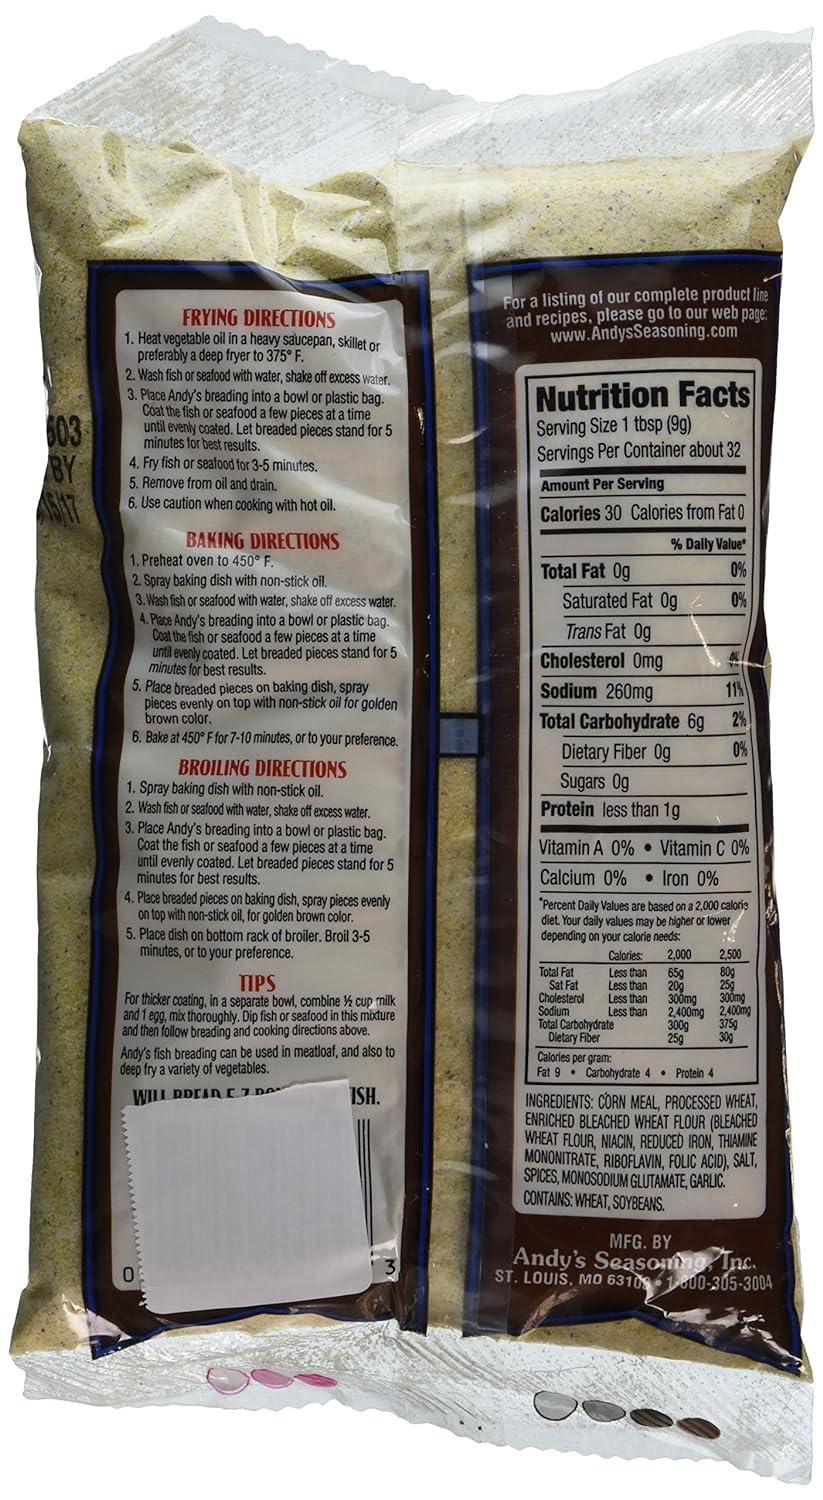 FRYING DIRECTIONS
1. Heat vegetable oil in a heavy saucepan, skillet or
preferably a deep fryer to 375° F.
2. Wash fish or seafood with water, shake off excess water.
3. Place Andy's breading into a bowl or plastic bag.
Coat the fish or seafood a few pieces at a time
until evenly coated. Let breaded pieces stand for 5
minutes for best results.
4. Fry fish or seafood for 3-5 minutes.
5. Remove from oil and drain.
6. Use caution when cooking with hot oil.
BAKING DIRECTIONS
1. Preheat oven to 450° F.
2. Spray baking dish with non-stick oil.
3. Wash fish or seafood with water, shake off excess water.
4. Place Andy's breading into a bowl or plastic bag.
Coat the fish or seafood a few pieces at a time
until evenly coated. Let breaded pieces stand for 5
minutes for best results.
5. Place breaded pieces on baking dish, spray
pieces evenly on top with non-stick oil for golden
brown color.
6. Bake at 450° F for 7-10 minutes, or to your preference.
BROILING DIRECTIONS
1. Spray baking dish with non-stick oil.
2. Wash fish or seafood with water, shake off excess water.
3. Place Andy's breading into a bowl or plastic bag.
Coat the fish or seafood a few pieces at a time
until evenly coated. Let breaded pieces stand for 5
minutes for best results.
4. Place breaded pieces on baking dish, spray pieces evenly
on top with non-stick oil, for golden brown color.
5. Place dish on bottom rack of broiler. Broil 3-5
minutes, or to your preference.
TIPS
For thicker coating, in a separate bowl, combine ½ cup milk
and 1 egg, mix thoroughly. Dip fish or seafood in this mixture
and then follow breading and cooking directions above.
Andy's fish breading can be used in meatloaf, and also to
deep fry a variety of vegetables.
WILL BREAD 5-7
0 3
603
BY
15/17
For a listing of our complete product line
and recipes, please go to our web page:
www.AndysSeasoning.com
Nutrition Facts
Serving Size 1 tbsp (9g)
Servings Per Container about 32
Amount Per Serving
Calories 30 Calories from Fat 0
% Daily Value*
Total Fat 0g 0%
Saturated Fat 0g 0%
Trans Fat 0g
Cholesterol 0mg 0%
Sodium 260mg 11%
Total Carbohydrate 6g 2%
Dietary Fiber 0g 0%
Sugars 0g
Protein less than 1g
Vitamin A 0% • Vitamin C 0%
Calcium 0% • Iron 0%
*Percent Daily Values are based on a 2,000 calorie
diet. Your daily values may be higher or lower
depending on your calorie needs:
Calories: 2,000 2,500
Total Fat Less than 65g 80g
Sat Fat Less than 20g 25g
Cholesterol Less than 300mg 300mg
Sodium Less than 2,400mg 2,400mg
Total Carbohydrate 300g 375g
Dietary Fiber 25g 30g
Calories per gram:
Fat 9 • Carbohydrate 4 • Protein 4
INGREDIENTS: CORN MEAL, PROCESSED WHEAT,
ENRICHED BLEACHED WHEAT FLOUR (BLEACHED
WHEAT FLOUR, NIACIN, REDUCED IRON, THIAMINE
MONONITRATE, RIBOFLAVIN, FOLIC ACID), SALT,
SPICES, MONOSODIUM GLUTAMATE, GARLIC.
CONTAINS: WHEAT, SOYBEANS.
MFG. BY
Andy's Seasoning, Inc.
ST. LOUIS, MO 63103 • 1-800-305-3004